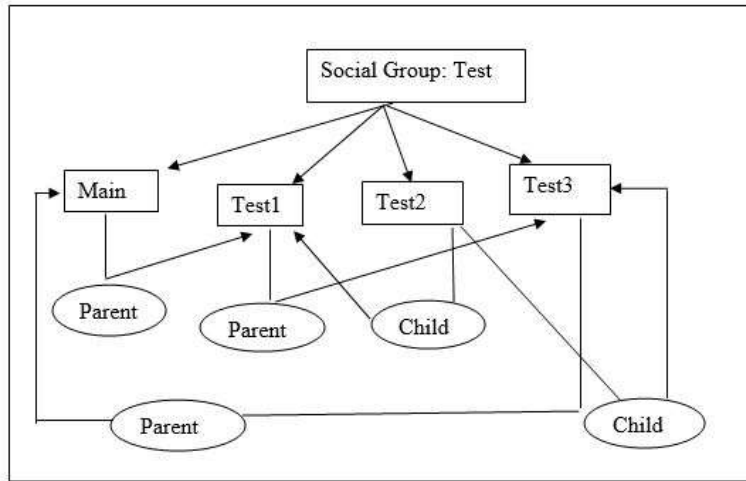 Social Group: Test
Main
Test1
Test2
Test3
Parent
Parent
Child
Parent
Child